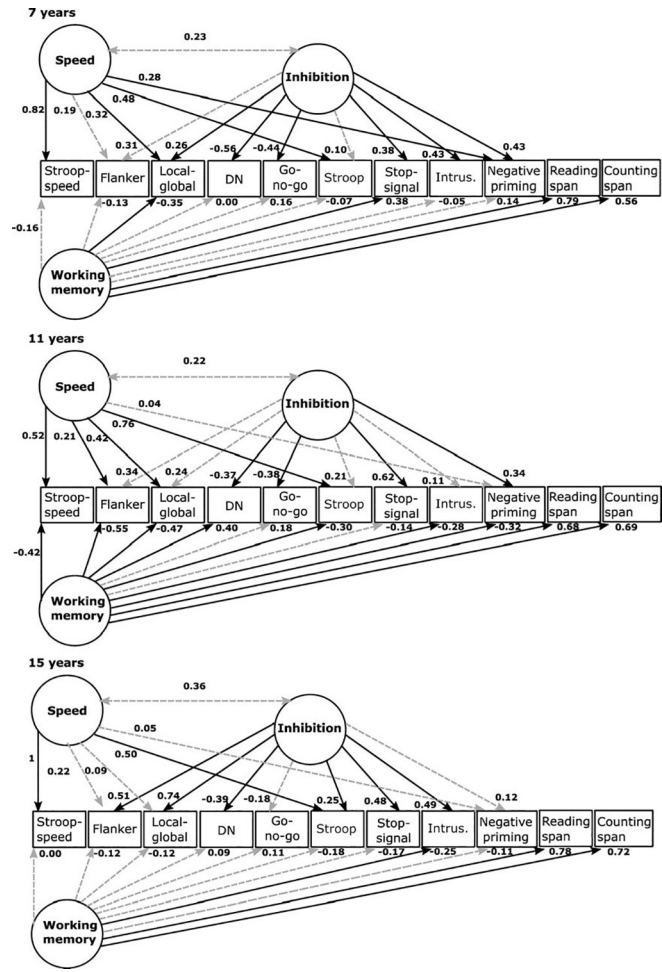 7 years
0.23
Speed
Inhibition
0.28
0.48
0.82 0.19 0.32
0.31 0.26 -0.56 -0.44 0.10 0.38 0.43 0.43
Stroop-speed Flanker Local-global DN Go-no-go Stroop Stop-signal Intrus. Negative priming Reading span Counting span
-0.13 -0.35 0.00 0.16 -0.07 0.38 -0.05 0.14 0.79 0.56
-0.16
Working memory
11 years
0.22
Speed
Inhibition
0.04
0.76
0.52 0.21 0.42
0.34 0.24 -0.37 -0.38 0.21 0.62 0.11 0.34
Stroop-speed Flanker Local-global DN Go-no-go Stroop Stop-signal Intrus. Negative priming Reading span Counting span
-0.55 -0.47 0.40 0.18 -0.30 -0.14 -0.28 -0.32 0.68 0.69
-0.42
Working memory
15 years
0.36
Speed
Inhibition
0.05
0.50
1 0.22 0.09
0.51 0.74 -0.39 -0.18 0.25 0.48 0.49 0.12
Stroop-speed Flanker Local-global DN Go-no-go Stroop Stop-signal Intrus. Negative priming Reading span Counting span
0.00 -0.12 -0.12 0.09 0.11 -0.18 -0.17 -0.25 -0.11 0.78 0.72
Working memory